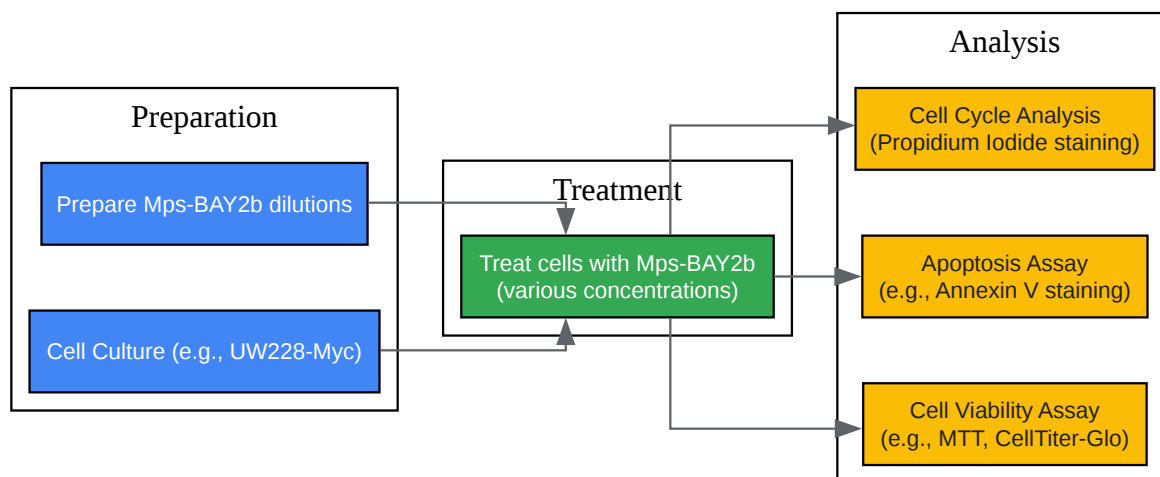 Preparation
Prepare Mps-BAY2b dilutions
Cell Culture (e.g., UW228-Myc)
Treatment
Treat cells with Mps-BAY2b
(various concentrations)
Analysis
Cell Cycle Analysis
(Propidium Iodide staining)
Apoptosis Assay
(e.g., Annexin V staining)
Cell Viability Assay
(e.g., MTT, CellTiter-Glo)